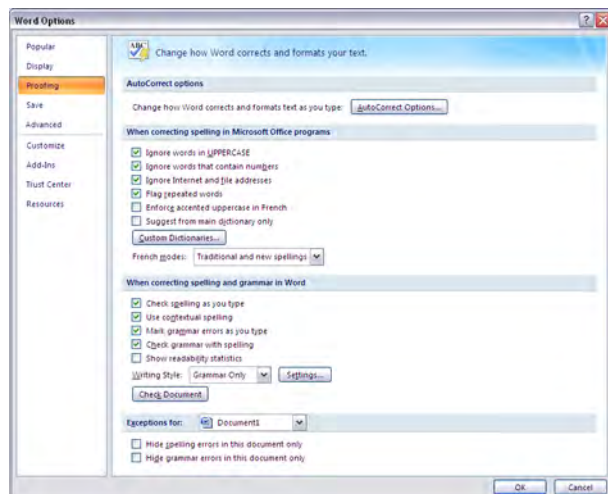 Word Options
Popular
Display
Proofing
Save
Advanced
Customize
Add-Ins
Trust Center
Resources
Change how Word corrects and formats your text.
AutoCorrect options
Change how Word corrects and formats text as you type: AutoCorrect Options...
When correcting spelling in Microsoft Office programs
Ignore words in UPPERCASE
Ignore words that contain numbers
Ignore Internet and file addresses
Flag repeated words
Enforce accented uppercase in French
Suggest from main dictionary only
Custom Dictionaries...
French modes: Traditional and new spellings
When correcting spelling and grammar in Word
Check spelling as you type
Use contextual spelling
Mark grammar errors as you type
Check grammar with spelling
Show readability statistics
Writing Style: Grammar Only Settings...
Check Document
Exceptions for: Document1
Hide spelling errors in this document only
Hide grammar errors in this document only
OK Cancel